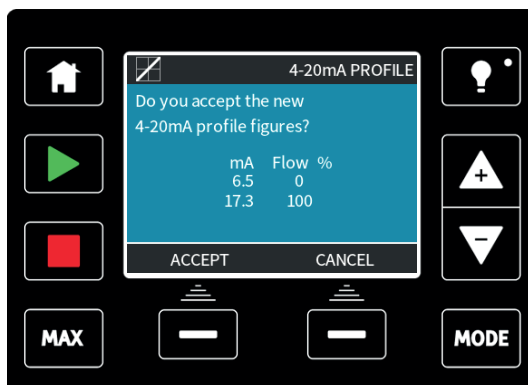 4-20mA PROFILE
Do you accept the new
4-20mA profile figures?
mA Flow %
6.5 0
17.3 100
ACCEPT CANCEL
MAX
MODE